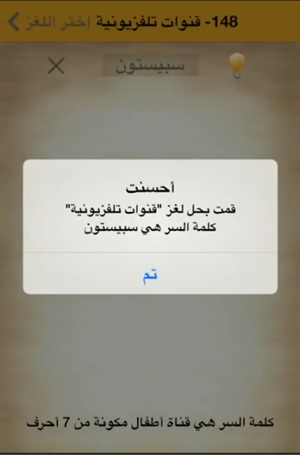 148- قنوات تلفزيونية إختر اللغز
سبيستون
أحسنت
قمت بحل لغز "قنوات تلفزيونية"
كلمة السر هي سبيستون
تم
كلمة السر هي قناة أطفال مكونة من 7 أحرف